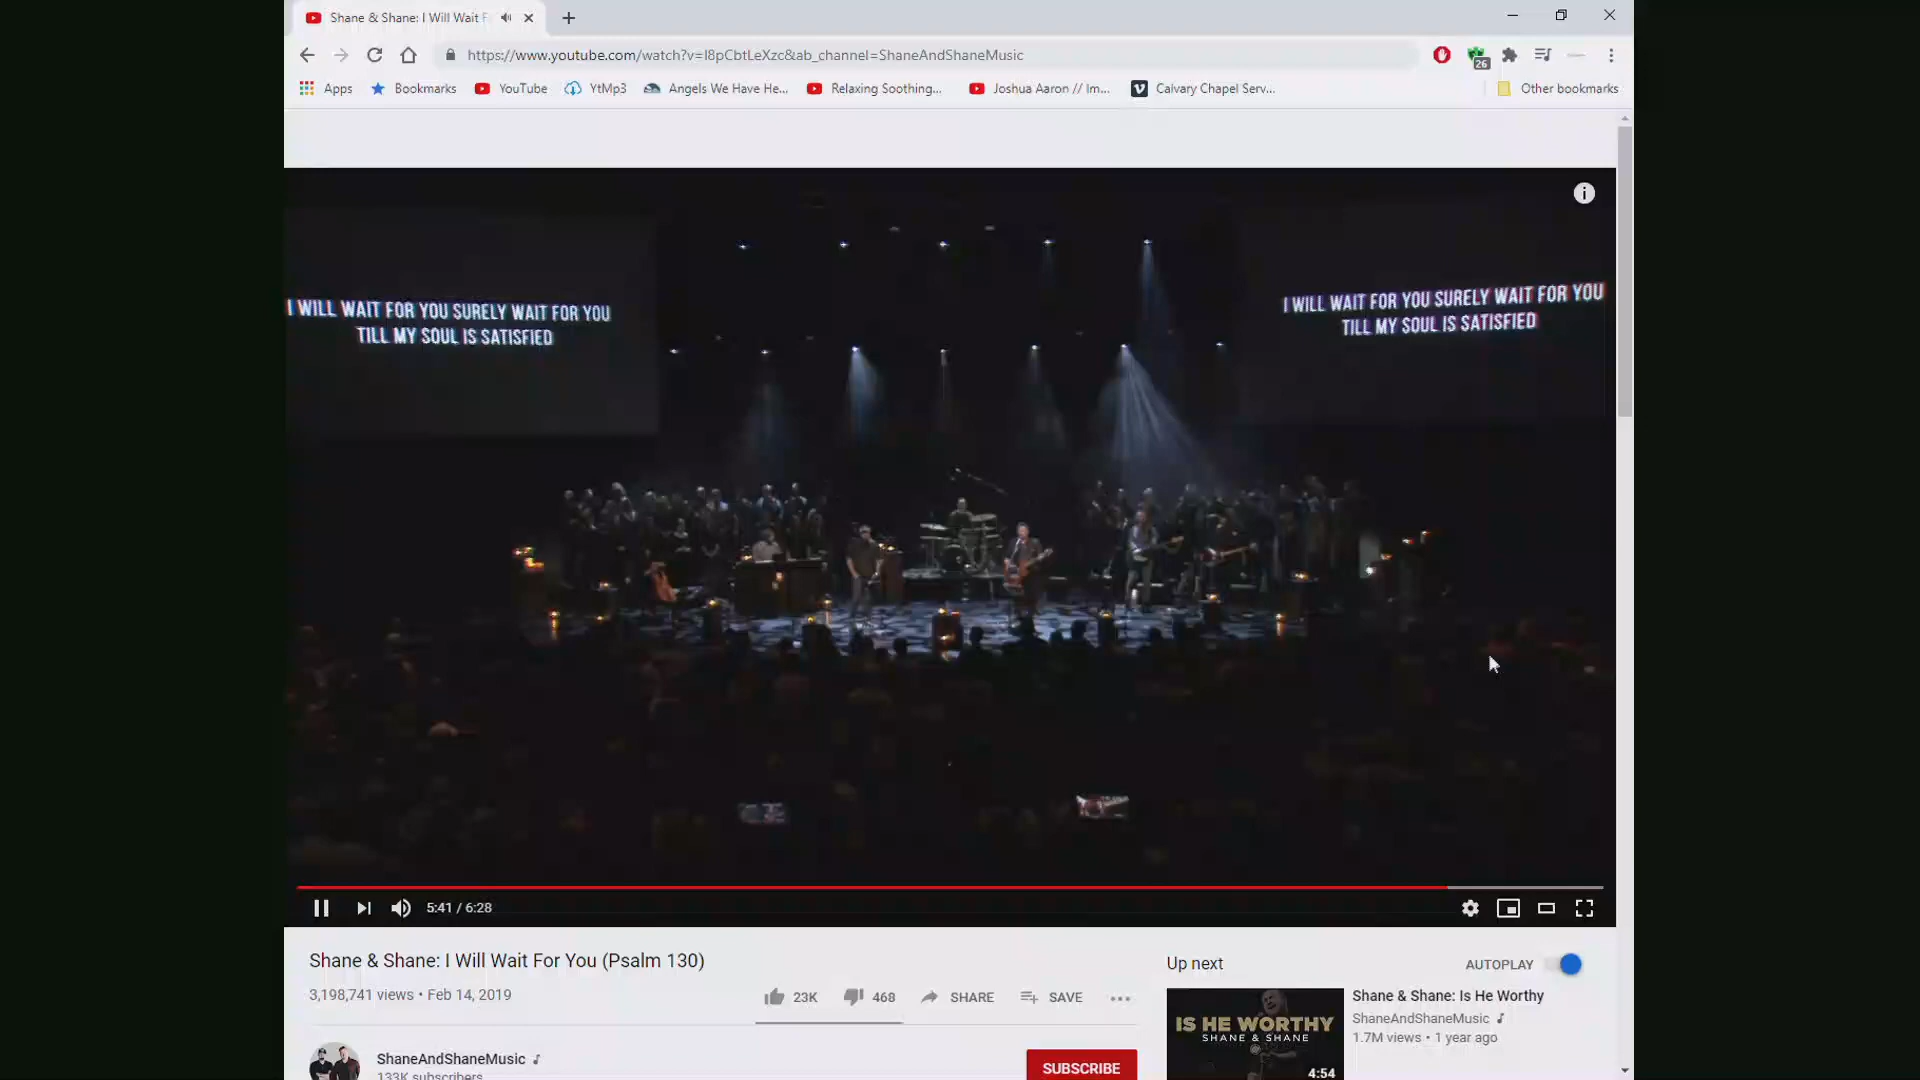 Shane & Shane: I Will Wait F
https://www.youtube.com/watch?v=I8pCbtLeXzc&ab_channel=ShaneAndShaneMusic
26
Apps
Bookmarks
YouTube
YtMp3
Angels We Have He...
Relaxing Soothing...
Joshua Aaron // Im...
Calvary Chapel Serv...
Other bookmarks
I WILL WAIT FOR YOU SURELY WAIT FOR YOU
TILL MY SOUL IS SATISFIED
I WILL WAIT FOR YOU SURELY WAIT FOR YOU
TILL MY SOUL IS SATISFIED
5:41 / 6:28
Shane & Shane: I Will Wait For You (Psalm 130)
3,198,741 views • Feb 14, 2019
23K
468
SHARE
SAVE
ShaneAndShaneMusic
133K subscribers
SUBSCRIBE
Up next
AUTOPLAY
IS HE WORTHY
SHANE & SHANE
4:54
Shane & Shane: Is He Worthy
ShaneAndShaneMusic
1.7M views • 1 year ago